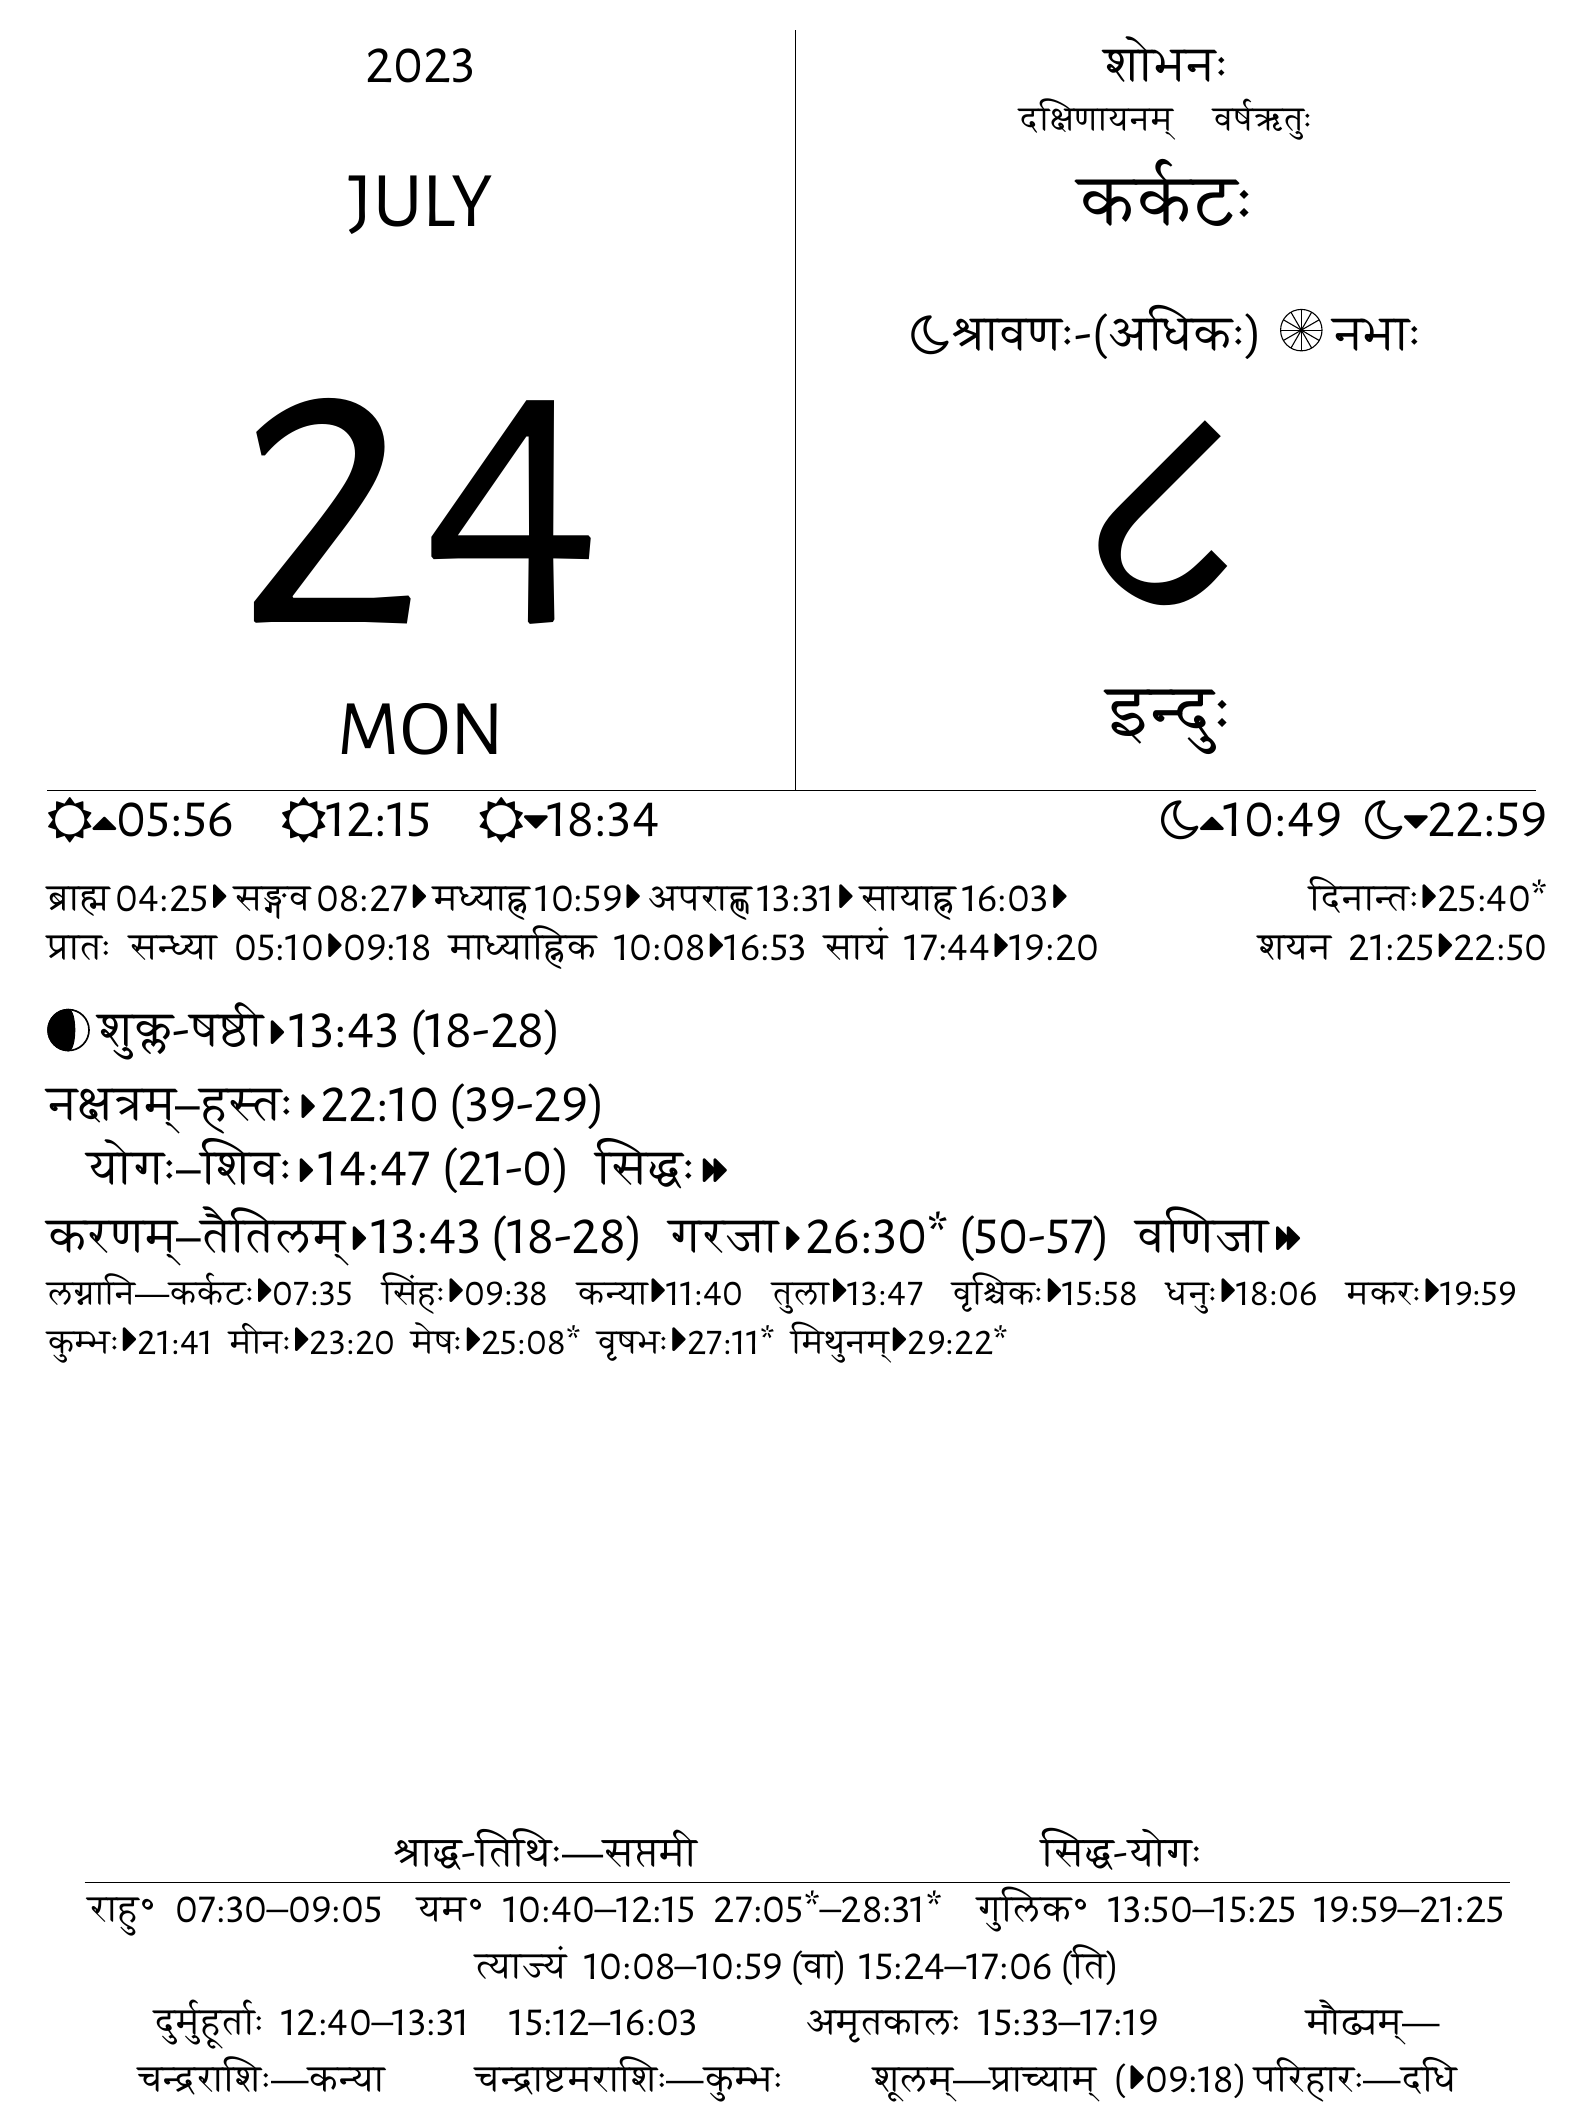 2023
JULY
24
MON
शोभनः
दक्षिणायनम् वर्षऋतुः
कर्कटः
श्रावणः-(अधिकः) नभाः
८
इन्दुः
05:56 12:15 18:34 10:49 22:59
ब्राह्म 04:25 सङ्गव 08:27 मध्याह्न 10:59 अपराह्ण 13:31 सायाह्न 16:03 दिनान्तः 25:40*
प्रातः सन्ध्या 05:10 09:18 माध्याह्निक 10:08 16:53 सायं 17:44 19:20 शयन 21:25 22:50
शुक्ल-षष्ठी 13:43 (18-28)
नक्षत्रम्–हस्तः 22:10 (39-29)
योगः–शिवः 14:47 (21-0) सिद्धः
करणम्–तैतिलम् 13:43 (18-28) गरजा 26:30* (50-57) वणिजा
लग्नानि—कर्कटः 07:35 सिंहः 09:38 कन्या 11:40 तुला 13:47 वृश्चिकः 15:58 धनुः 18:06 मकरः 19:59
कुम्भः 21:41 मीनः 23:20 मेषः 25:08* वृषभः 27:11* मिथुनम् 29:22*
श्राद्ध-तिथिः—सप्तमी सिद्ध-योगः
राहु॰ 07:30–09:05 यम॰ 10:40–12:15 27:05*–28:31* गुलिक॰ 13:50–15:25 19:59–21:25
त्याज्यं 10:08–10:59 (वा) 15:24–17:06 (ति)
दुर्मुहूर्ताः 12:40–13:31 15:12–16:03 अमृतकालः 15:33–17:19 मौढ्यम्—
चन्द्रराशिः—कन्या चन्द्राष्टमराशिः—कुम्भः शूलम्—प्राच्याम् (09:18) परिहारः—दधि